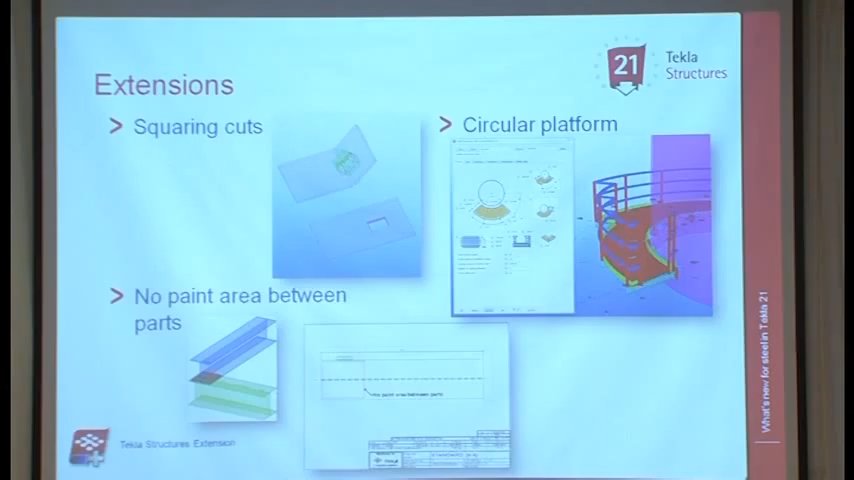 Extensions
21
Tekla
Structures
> Squaring cuts
> Circular platform
> No paint area between
parts
No paint area between parts
STANDARD
Tekla Structures Extension
What's new for steel in Tekla 21